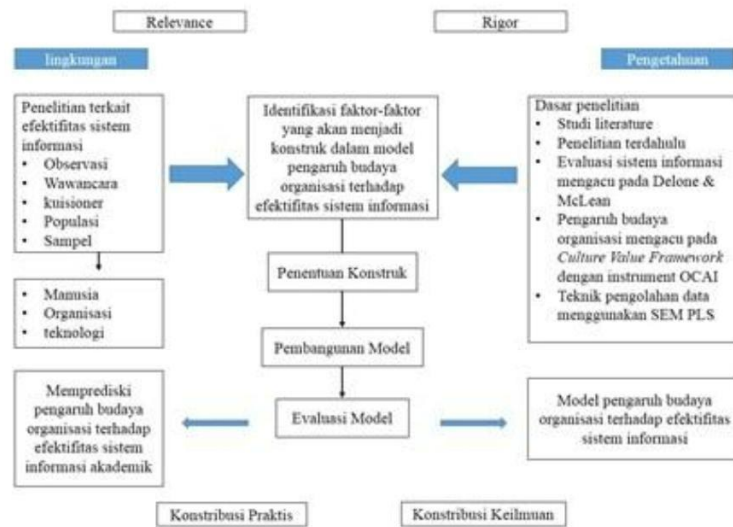 Relevance
Rigor
lingkungan
Pengetahuan
Penelitian terkait
efektifitas sistem
informasi
• Observasi
• Wawancara
• kuisioner
• Populasi
• Sampel
Identifikasi faktor-faktor
yang akan menjadi
konstruk dalam model
pengaruh budaya
organisasi terhadap
efektifitas sistem informasi
Dasar penelitian
• Studi literature
• Penelitian terdahulu
• Evaluasi sistem informasi
mengacu pada Delone &
McLean
• Pengaruh budaya
organisasi mengacu pada
Culture Value Framework
dengan instrument OCAI
• Teknik pengolahan data
menggunakan SEM PLS
Penentuan Konstruk
• Manusia
• Organisasi
• teknologi
Pembangunan Model
Memprediski
pengaruh budaya
organisasi terhadap
efektifitas sistem
informasi akademik
Evaluasi Model
Model pengaruh budaya
organisasi terhadap efektifitas
sistem informasi
Konstribusi Praktis
Konstribusi Keilmuan